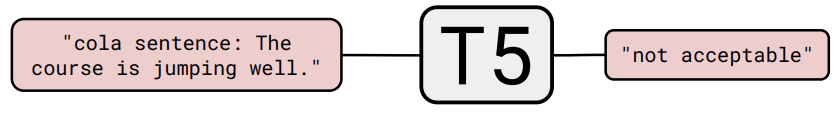 "cola sentence: The
course is jumping well."
T5
"not acceptable"